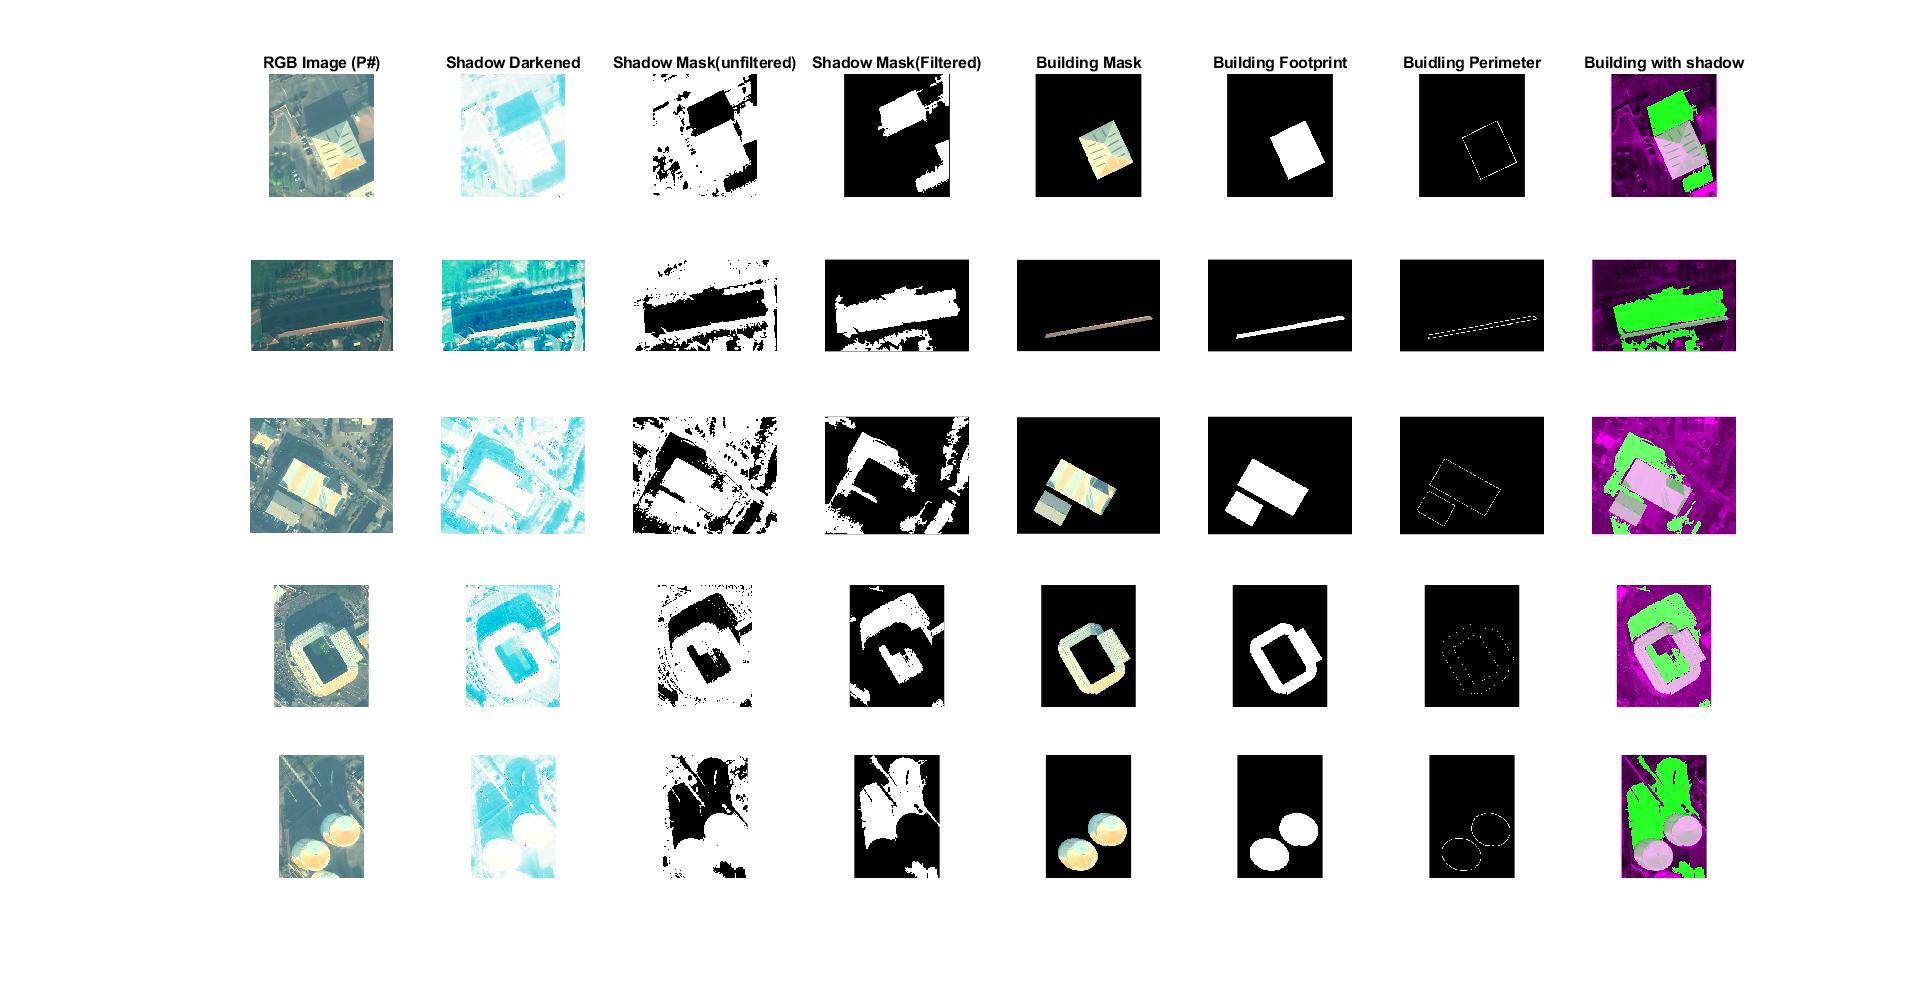 RGB Image (P#) Shadow Darkened Shadow Mask(unfiltered) Shadow Mask(Filtered) Building Mask Building Footprint Buidling Perimeter Building with shadow